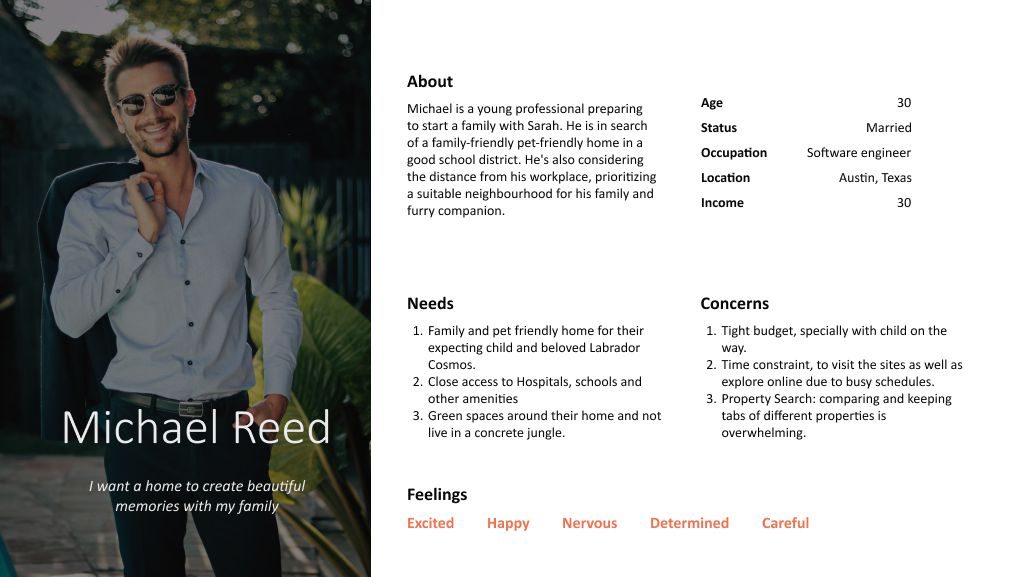 Michael Reed
I want a home to create beautiful
memories with my family
About
Michael is a young professional preparing
to start a family with Sarah. He is in search
of a family-friendly pet-friendly home in a
good school district. He's also considering
the distance from his workplace, prioritizing
a suitable neighbourhood for his family and
furry companion.
Age 30
Status Married
Occupation Software engineer
Location Austin, Texas
Income 30
Needs
1. Family and pet friendly home for their
expecting child and beloved Labrador
Cosmos.
2. Close access to Hospitals, schools and
other amenities
3. Green spaces around their home and not
live in a concrete jungle.
Concerns
1. Tight budget, specially with child on the
way.
2. Time constraint, to visit the sites as well as
explore online due to busy schedules.
3. Property Search: comparing and keeping
tabs of different properties is
overwhelming.
Feelings
Excited Happy Nervous Determined Careful